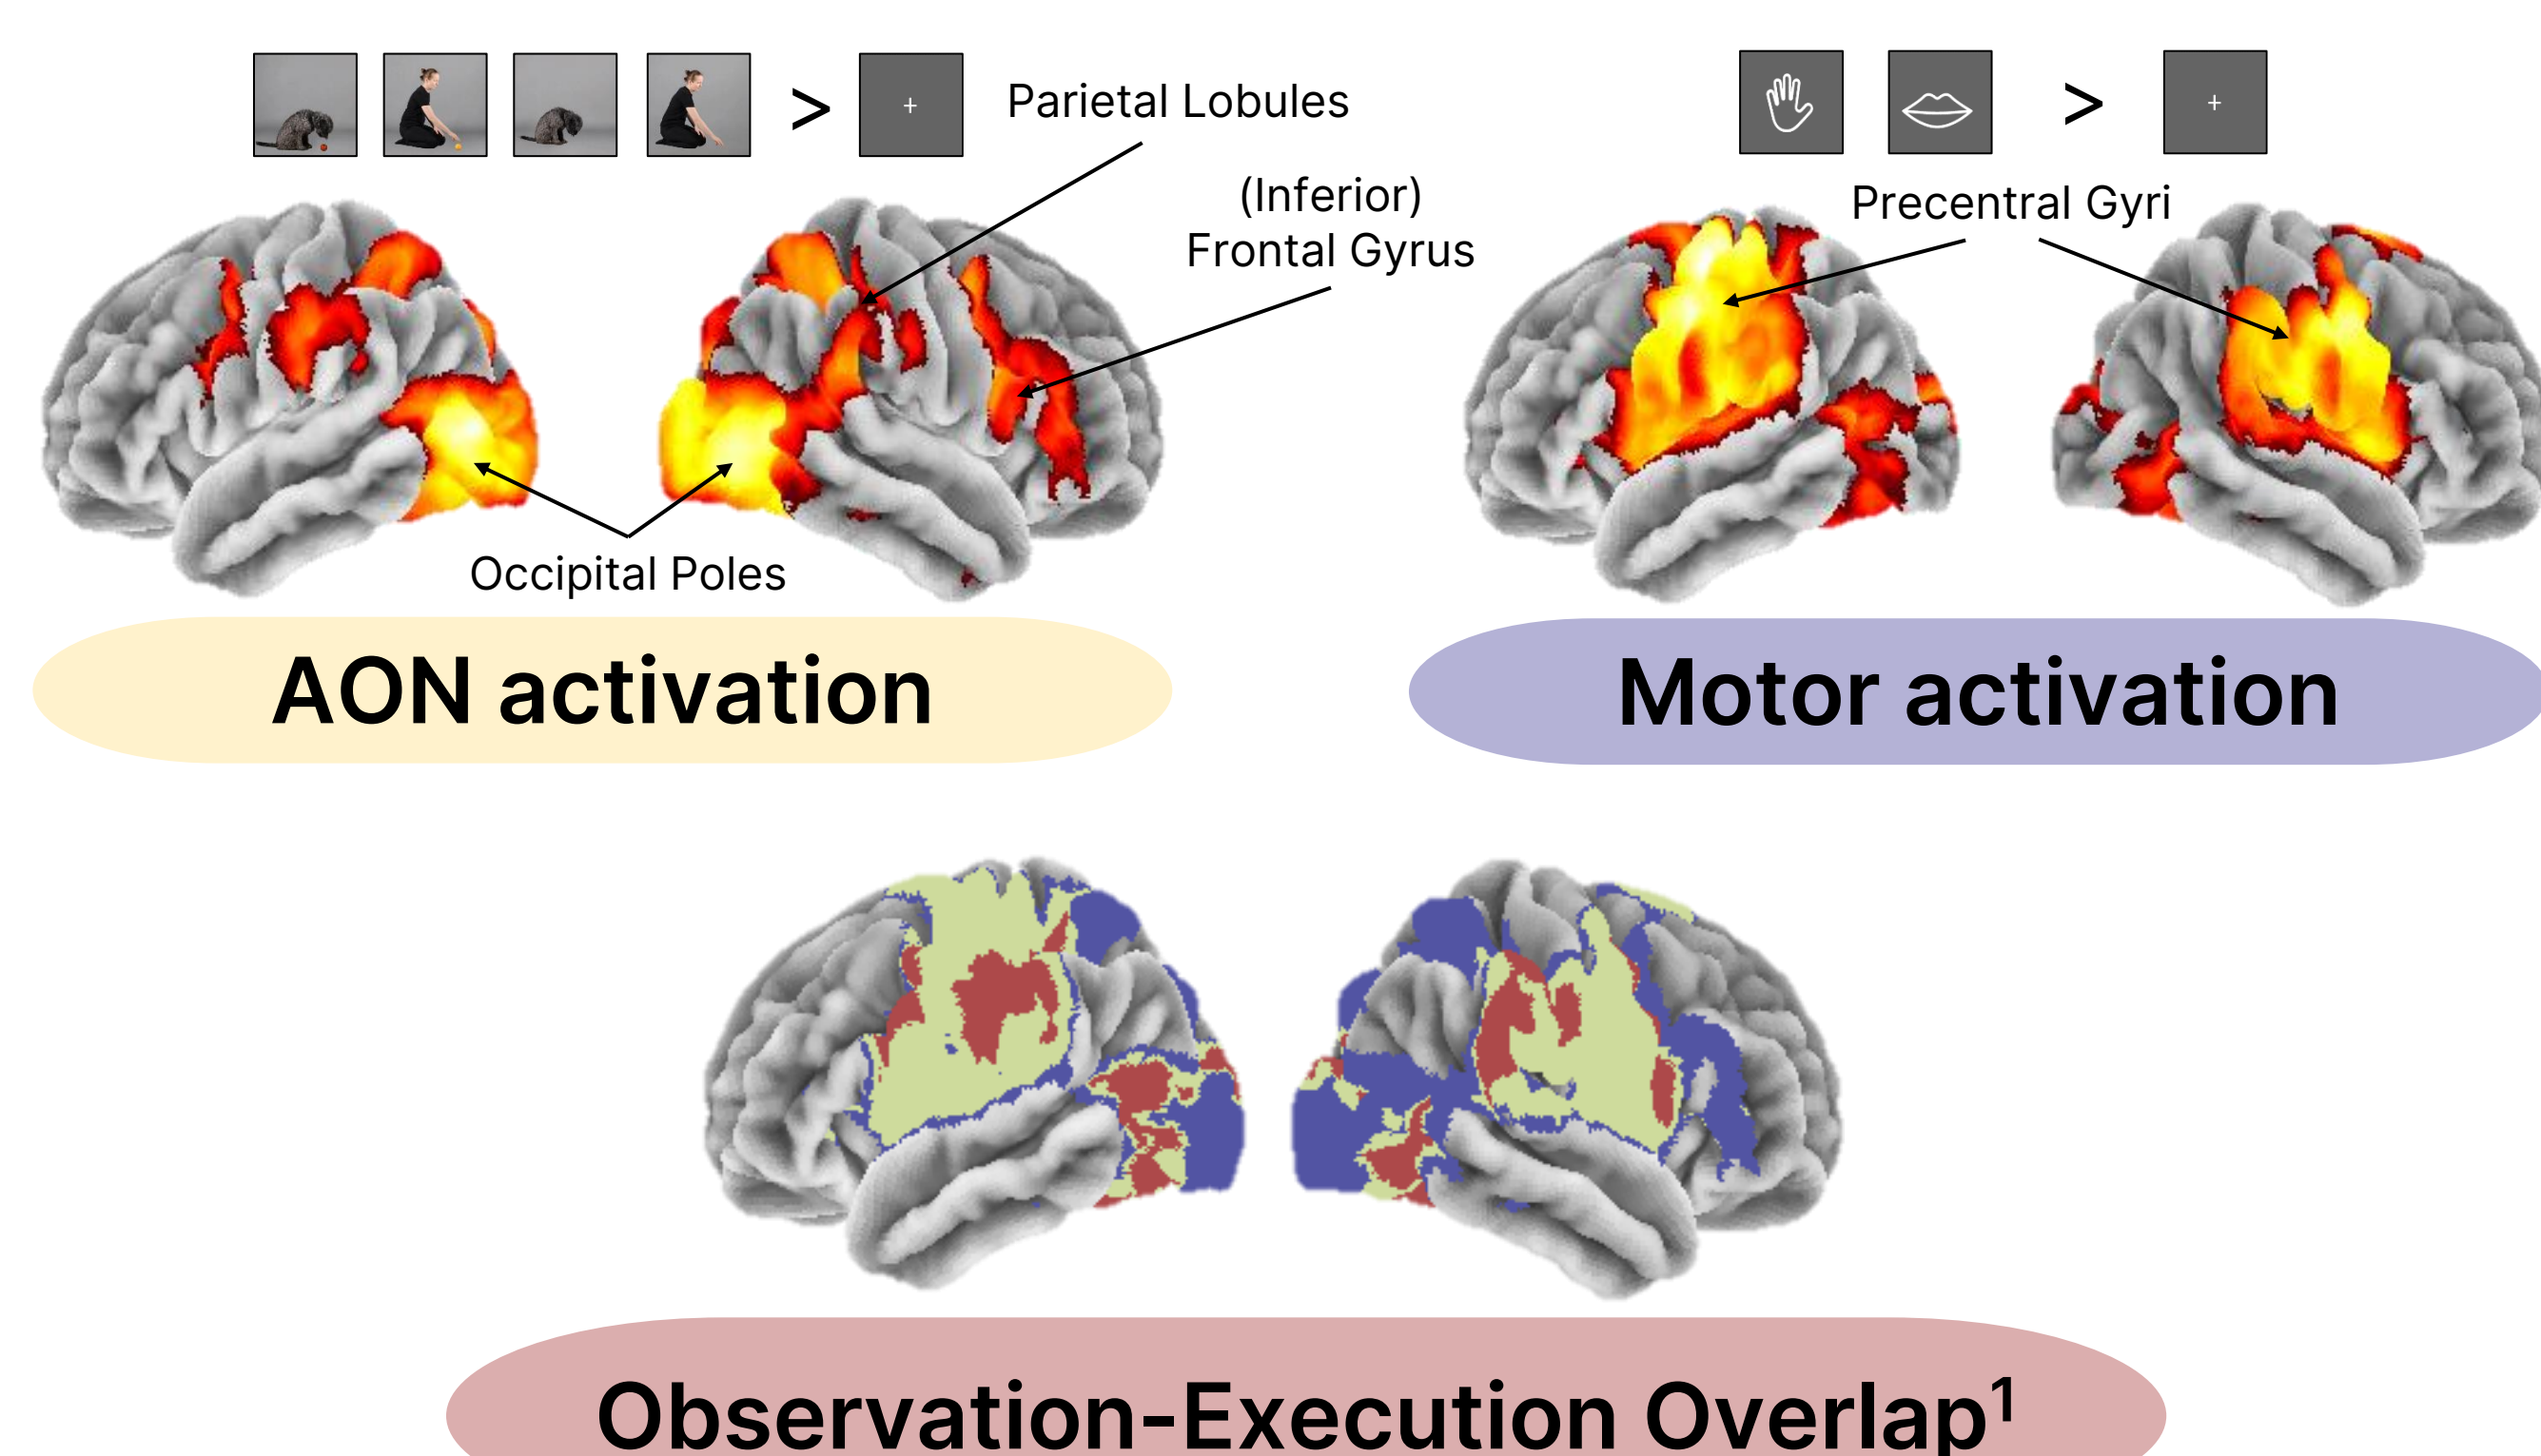 >
+
Parietal Lobules
(Inferior)
Frontal Gyrus
Occipital Poles
AON activation
>
+
Precentral Gyri
Motor activation
Observation-Execution Overlap¹